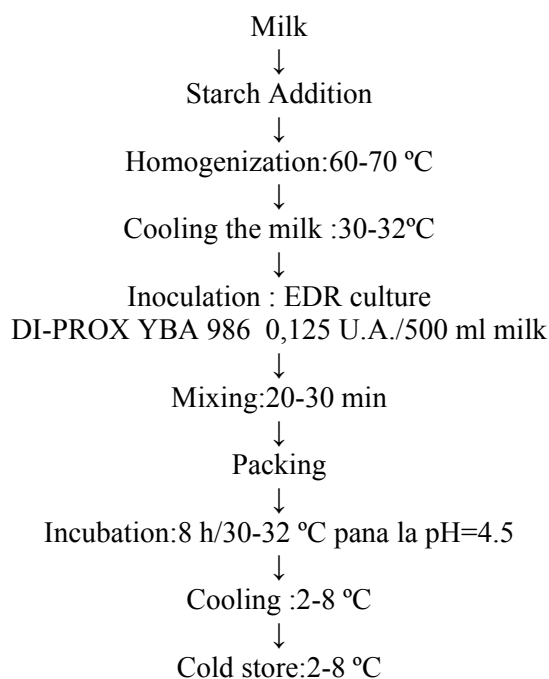 Milk
↓
Starch Addition
↓
Homogenization:60-70 ºC
↓
Cooling the milk :30-32ºC
↓
Inoculation : EDR culture
DI-PROX YBA 986  0,125 U.A./500 ml milk
↓
Mixing:20-30 min
↓
Packing
↓
Incubation:8 h/30-32 ºC pana la pH=4.5
↓
Cooling :2-8 ºC
↓
Cold store:2-8 ºC